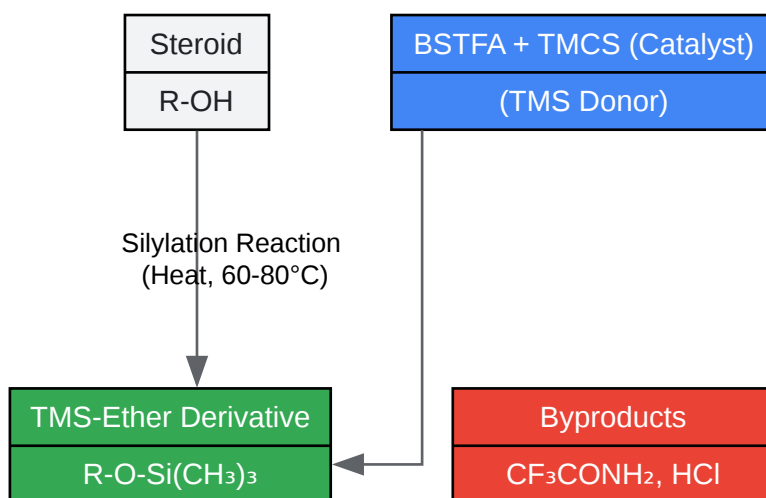 Steroid
R-OH
BSTFA + TMCS (Catalyst)
(TMS Donor)
Silylation Reaction
(Heat, 60-80°C)
TMS-Ether Derivative
R-O-Si(CH₃)₃
Byproducts
CF₃CONH₂, HCl